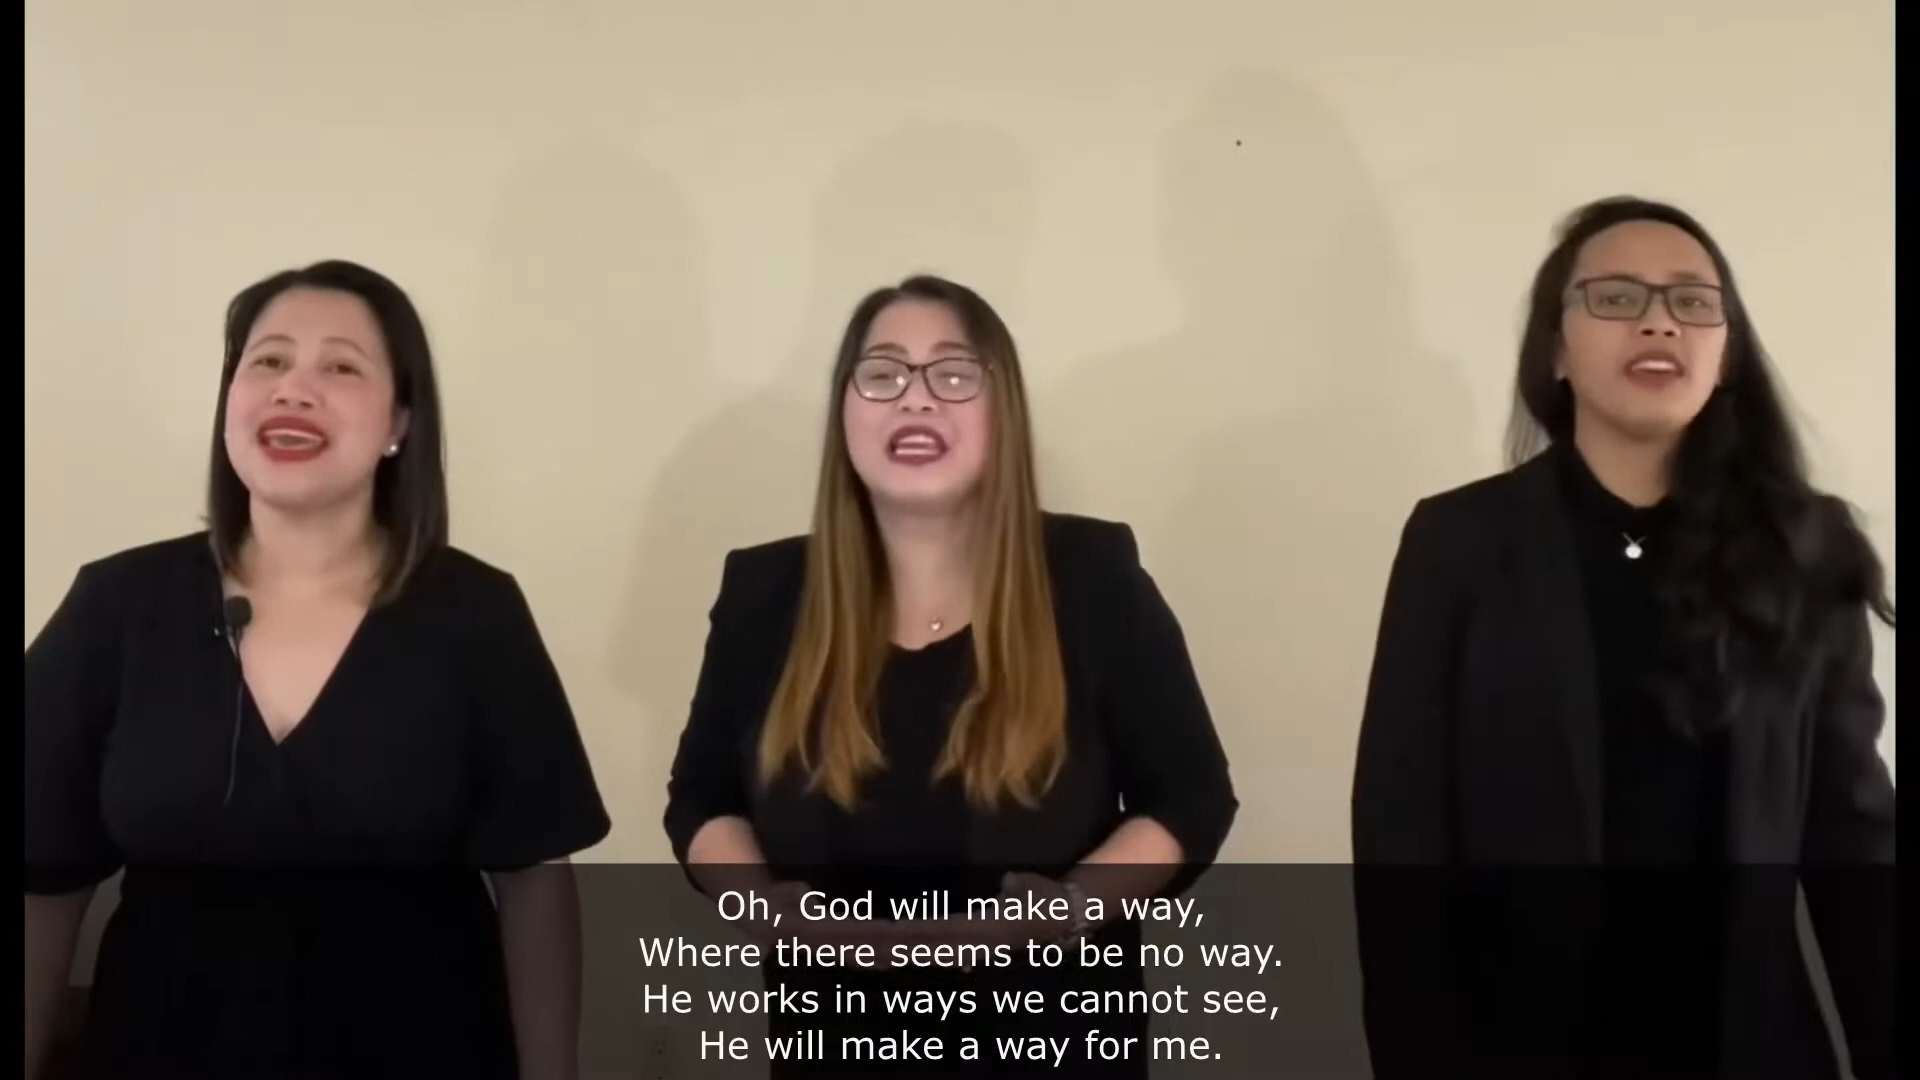 Oh, God will make a way,
Where there seems to be no way.
He works in ways we cannot see,
He will make a way for me.